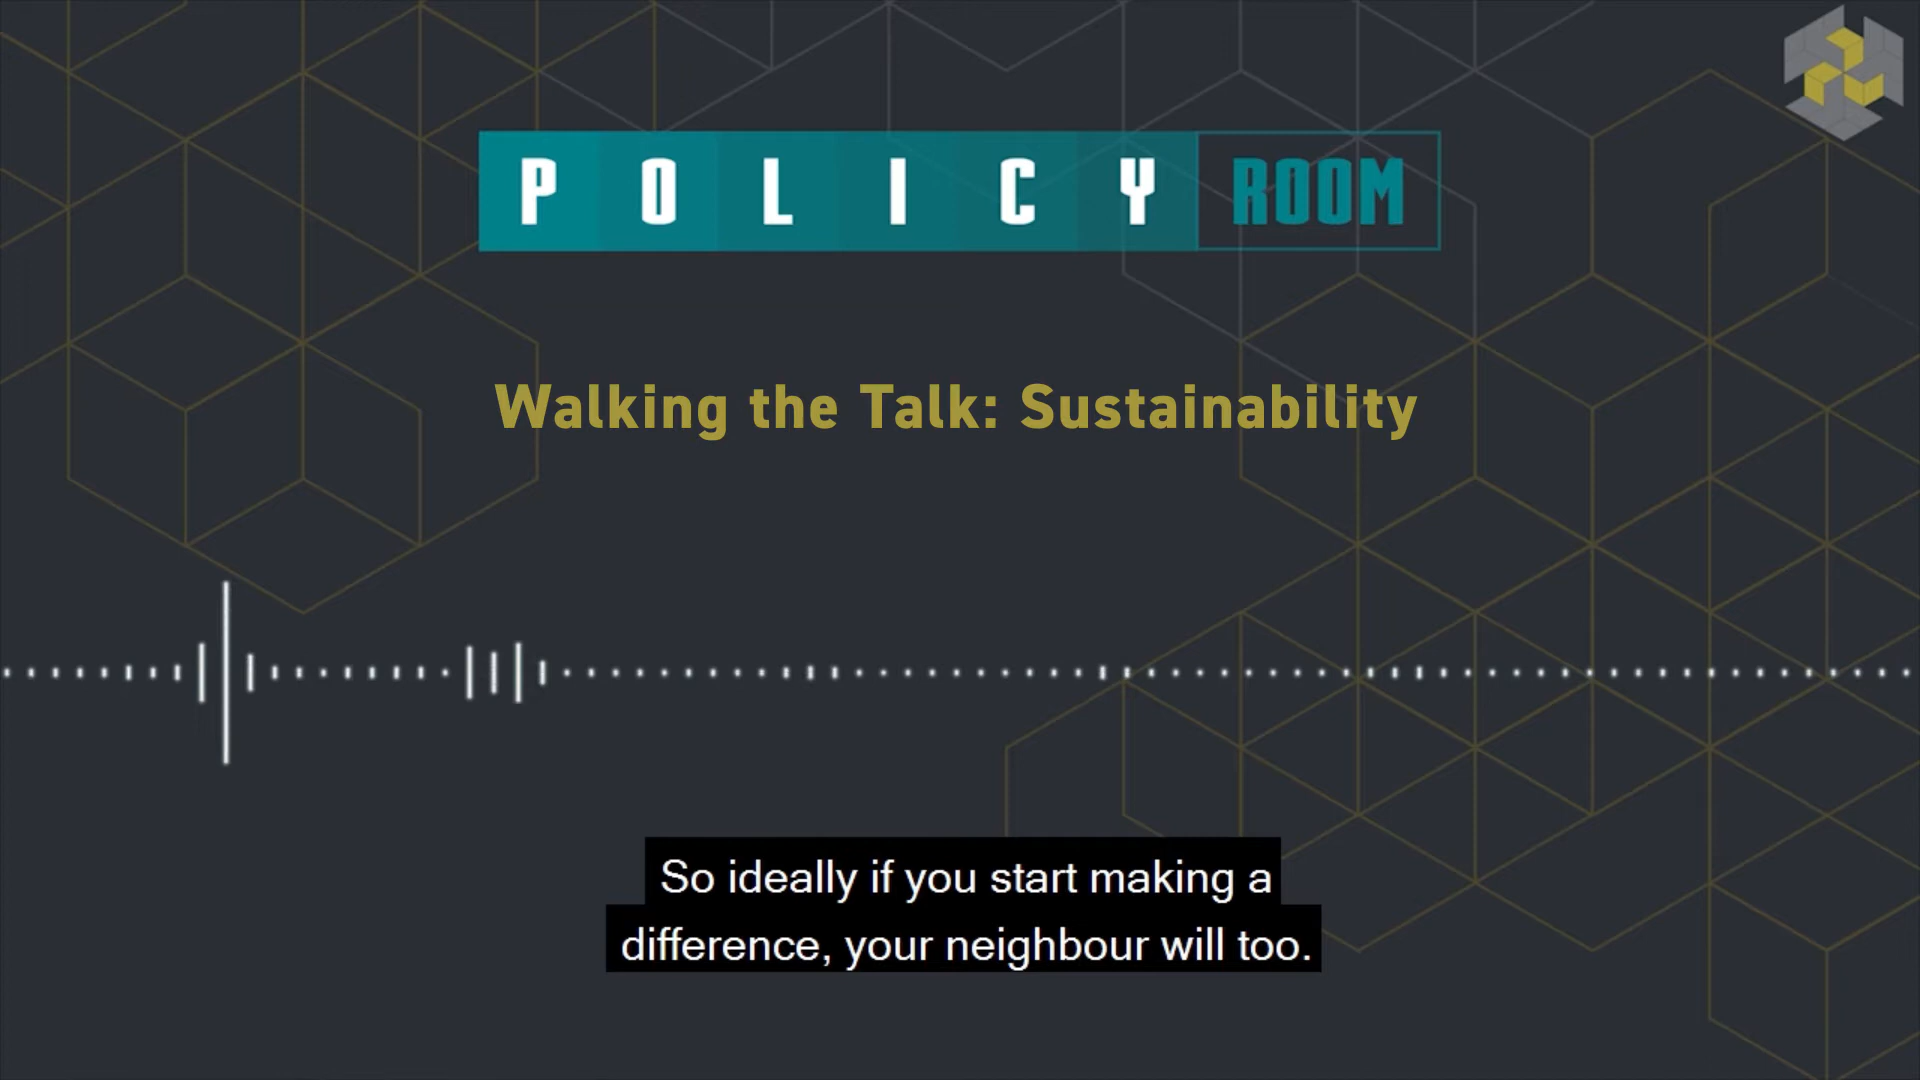 POLICY ROOM
Walking the Talk: Sustainability
So ideally if you start making a
difference, your neighbour will too.